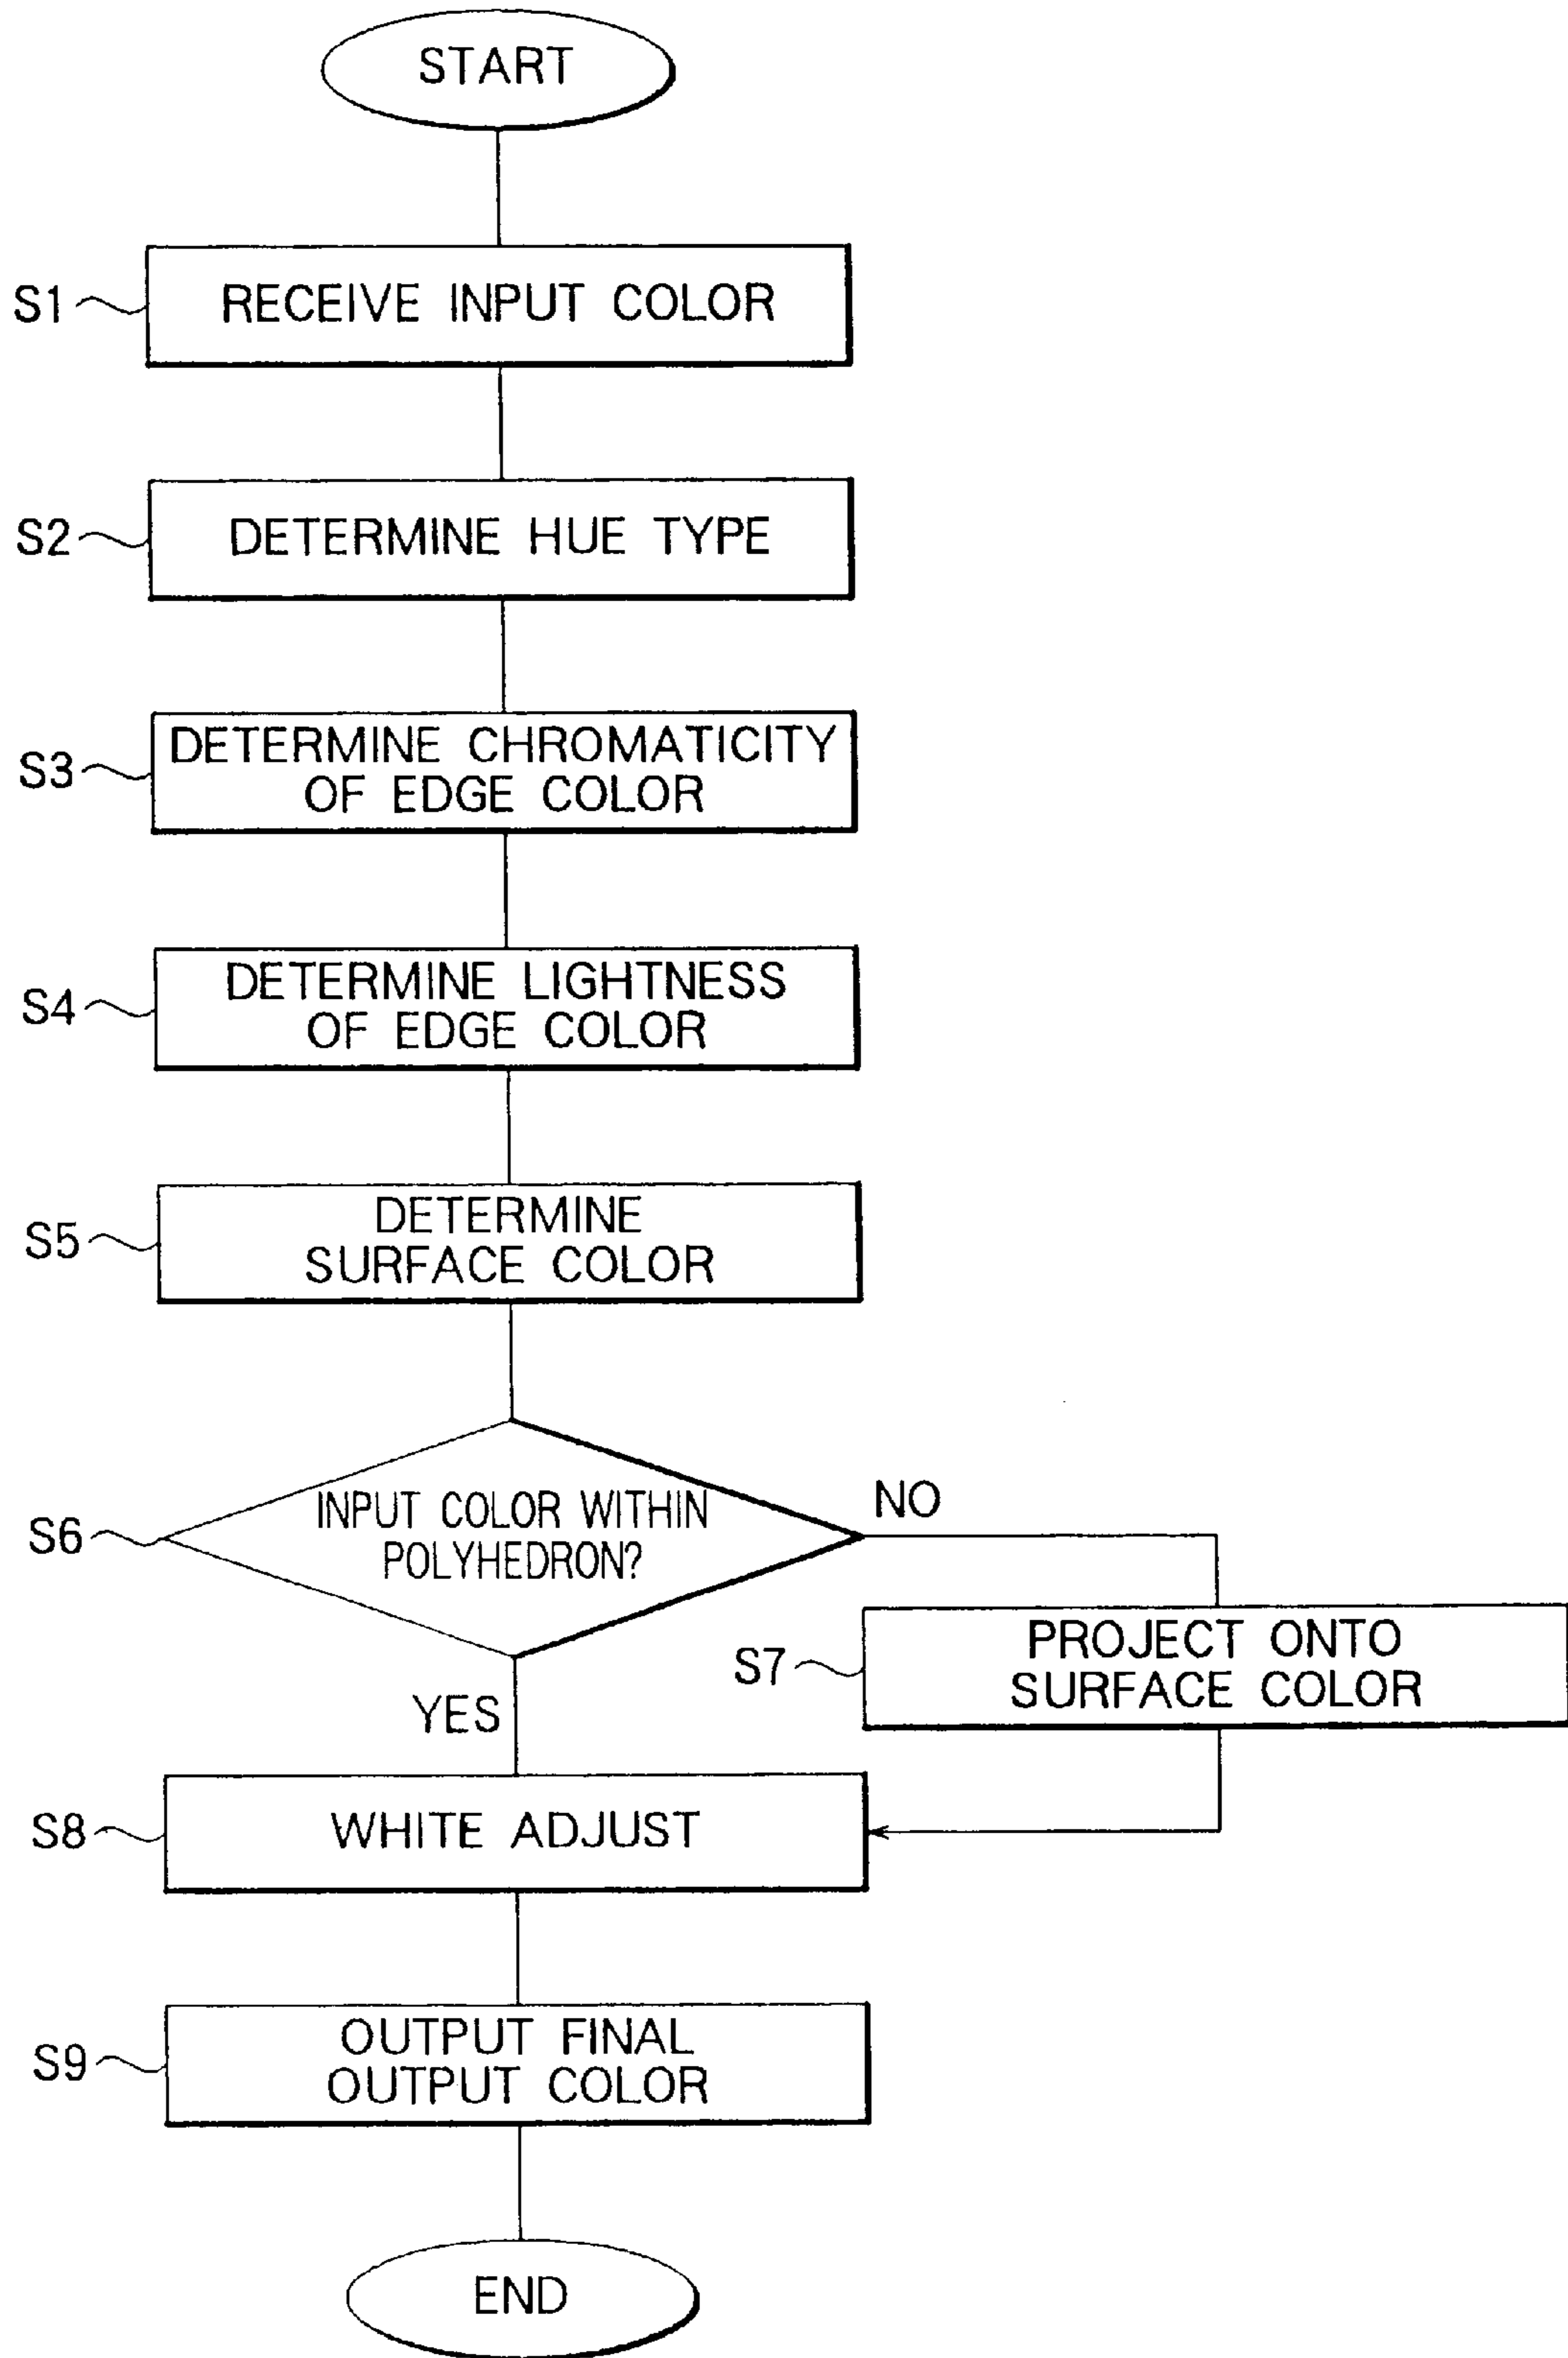 START
S1
RECEIVE INPUT COLOR
S2
DETERMINE HUE TYPE
S3
DETERMINE CHROMATICITY
OF EDGE COLOR
S4
DETERMINE LIGHTNESS
OF EDGE COLOR
S5
DETERMINE
SURFACE COLOR
S6
INPUT COLOR WITHIN
POLYHEDRON?
NO
S7
PROJECT ONTO
SURFACE COLOR
YES
S8
WHITE ADJUST
S9
OUTPUT FINAL
OUTPUT COLOR
END